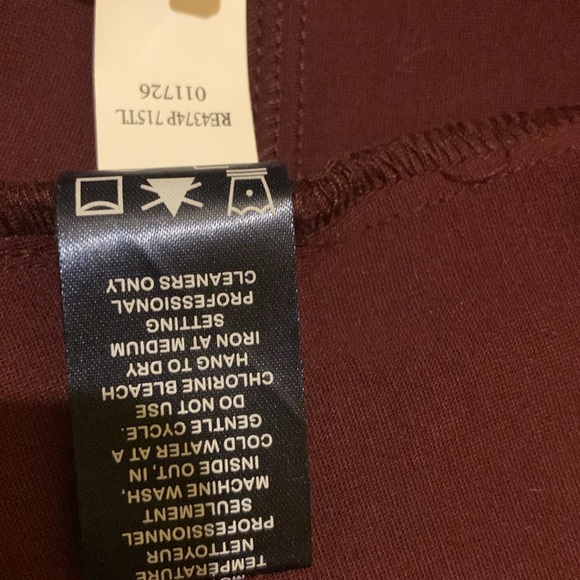 TEMPÉRATURE
NETTOYEUR
PROFESSIONNEL
SEULEMENT
MACHINE WASH,
INSIDE OUT, IN
COLD WATER AT A
GENTLE CYCLE.
DO NOT USE
CHLORINE BLEACH
HANG TO DRY
IRON AT MEDIUM
SETTING
PROFESSIONAL
CLEANERS ONLY
RE4374P 715TL
011726